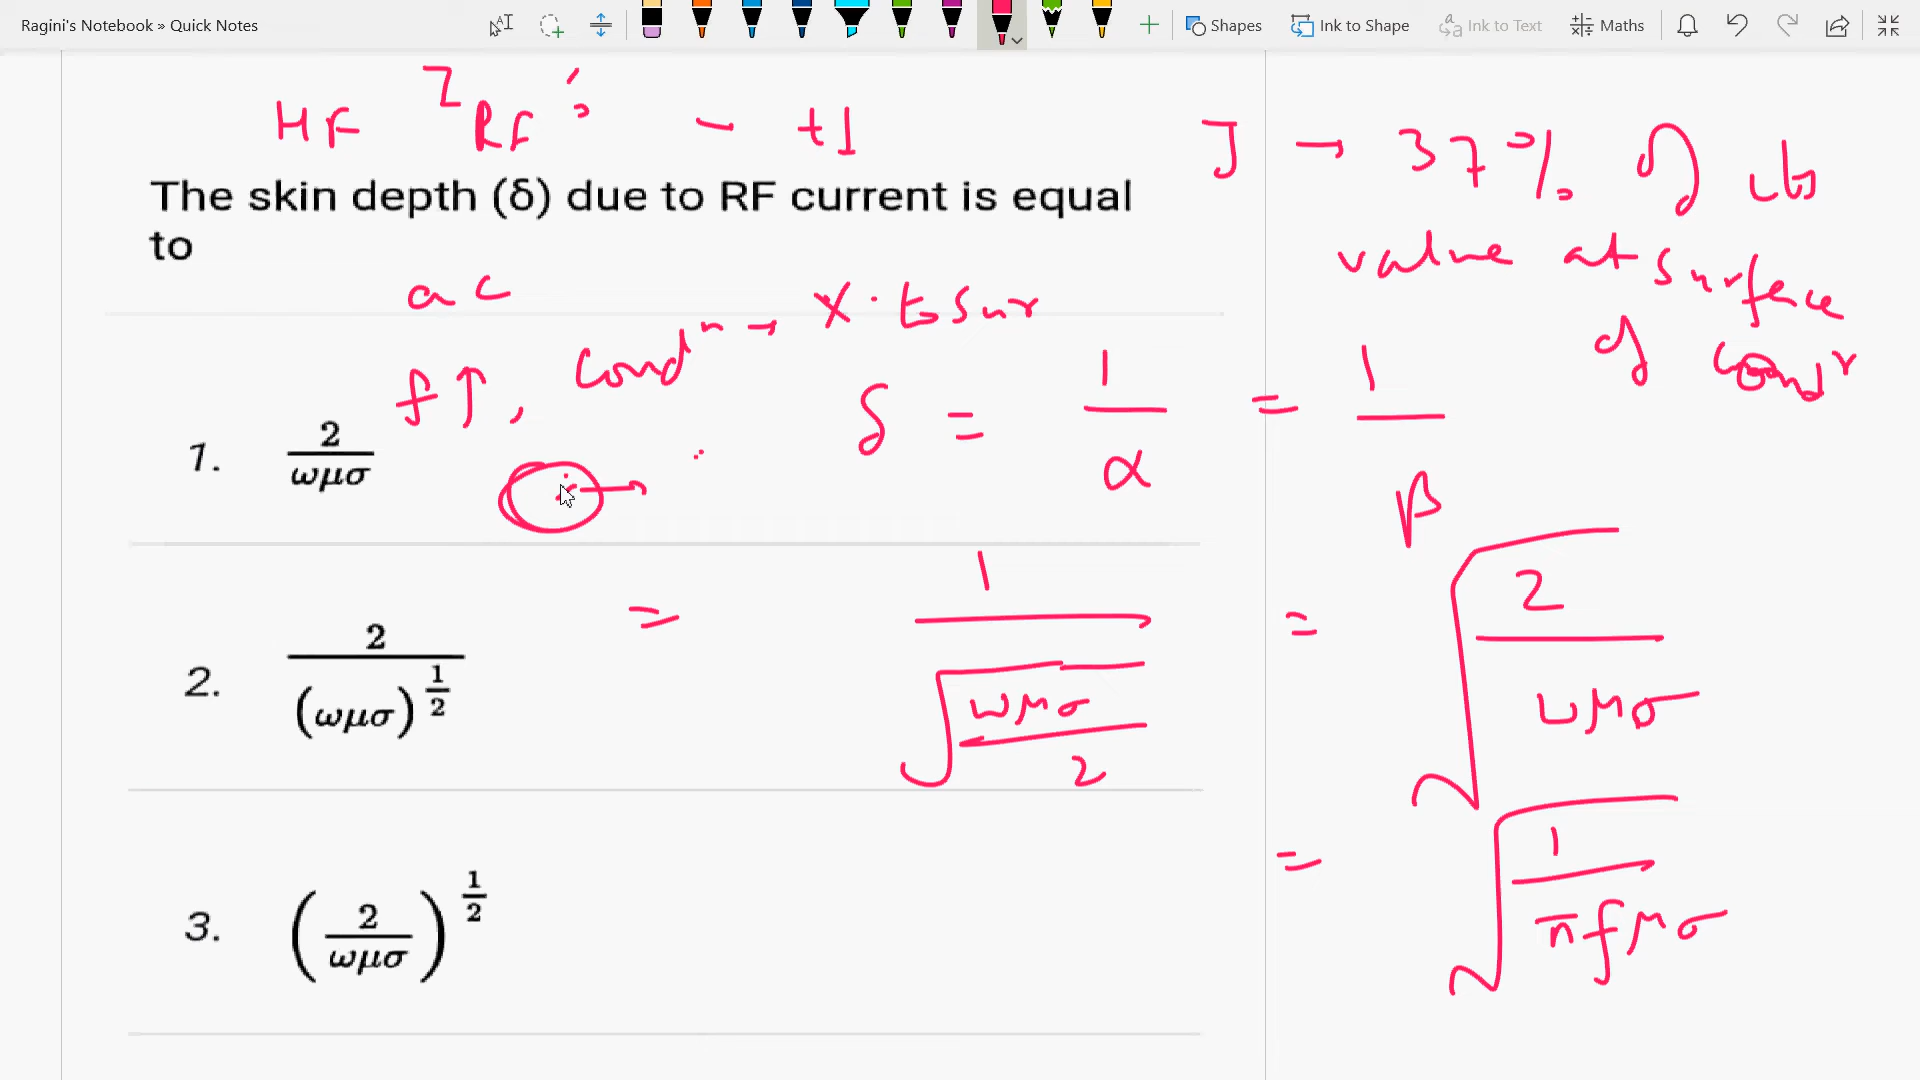 Ragini's Notebook » Quick Notes
Shapes
Ink to Shape
Ink to Text
Maths
HF RF - +I
J → 37% of its
value at surface
of condr
The skin depth (δ) due to RF current is equal
to
ac
f↑, condn → X. to sur
δ = 1/α = 1/β
1. 2/ωμσ
= 1/√(ωμσ/2) = √(2/ωμσ)
2. 2/(ωμσ)^(1/2)
= √(1/πfμσ)
3. (2/ωμσ)^(1/2)